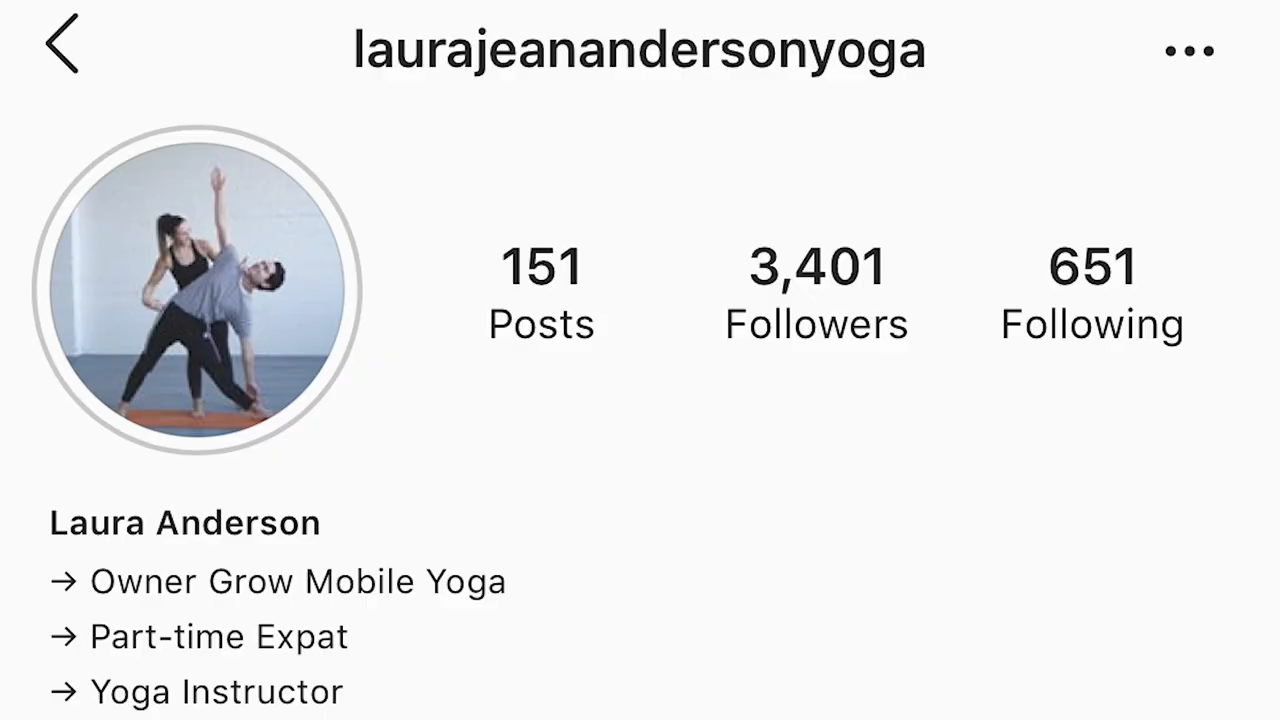 laurajeanandersonyoga
151 3,401 651
Posts Followers Following
Laura Anderson
→ Owner Grow Mobile Yoga
→ Part-time Expat
→ Yoga Instructor